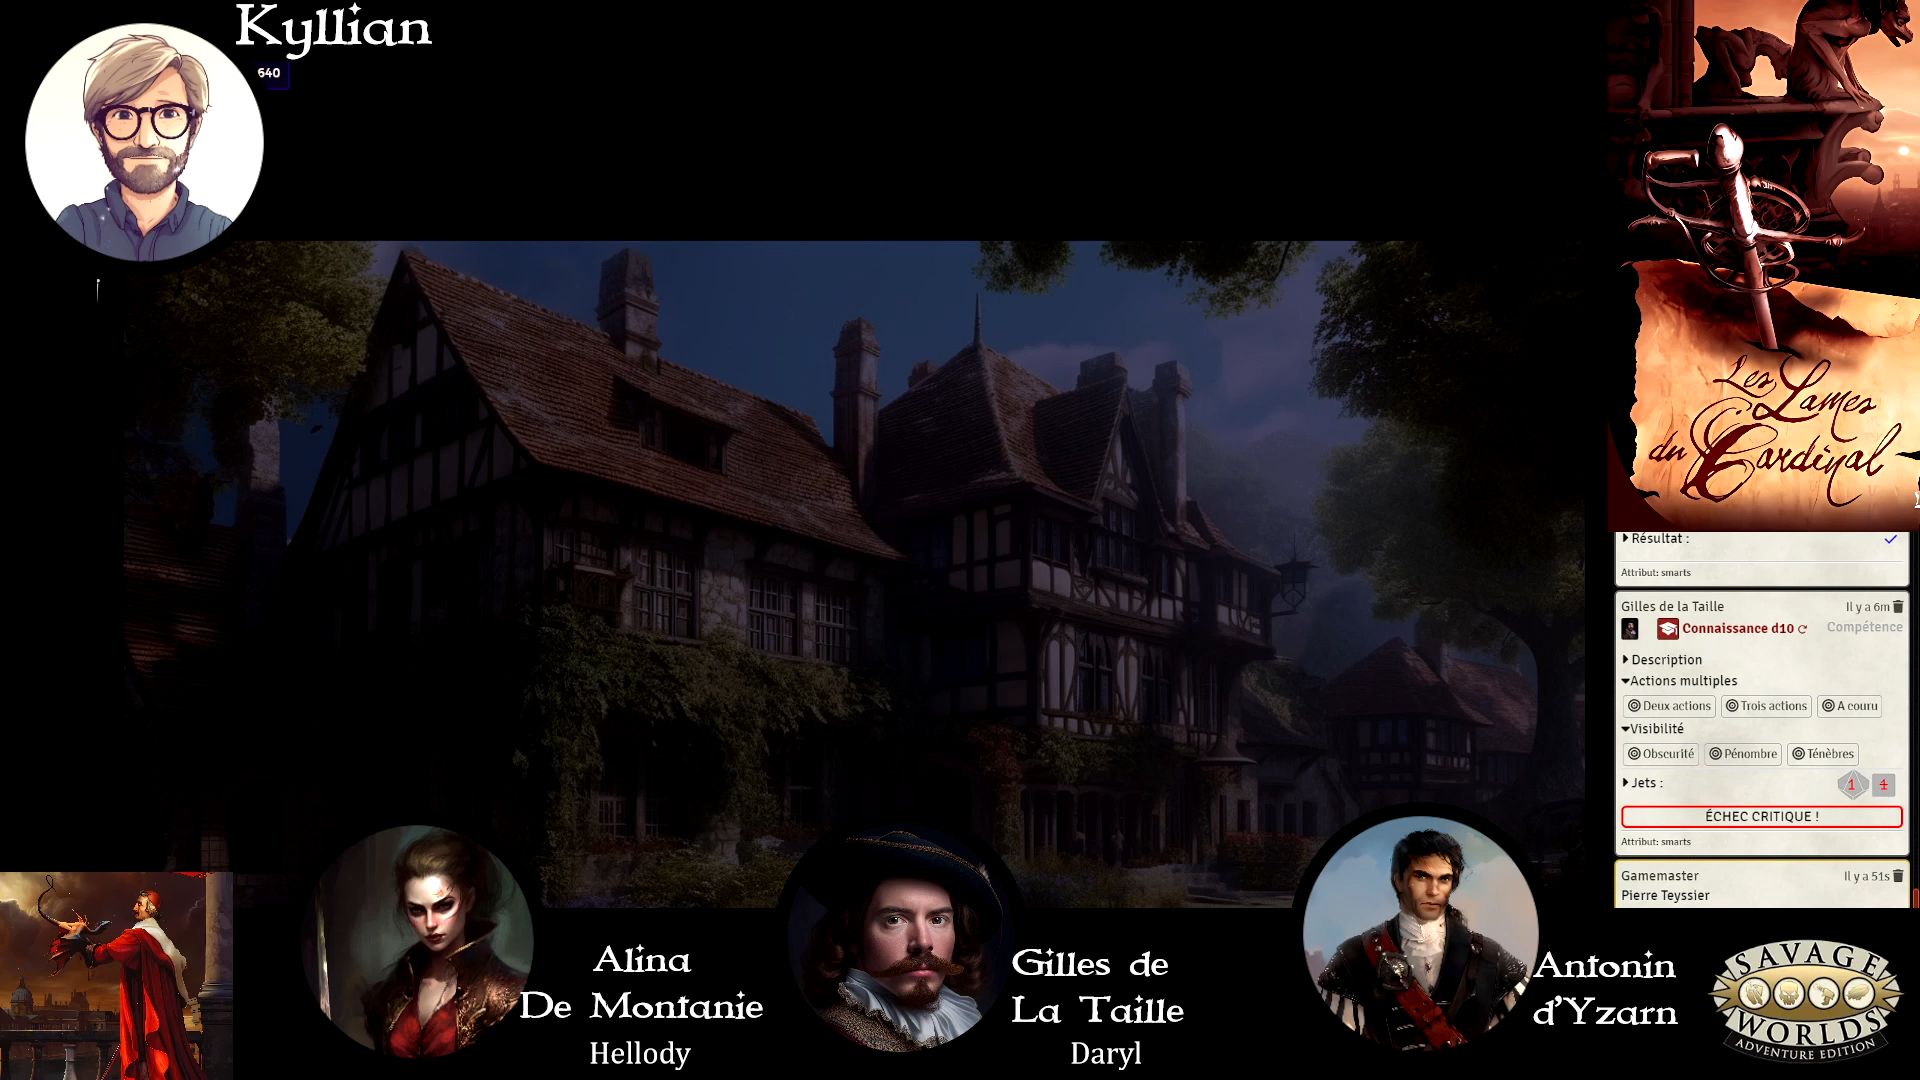 Kyllian
640
Les Lames
du Cardinal
Résultat :
Attribut: smarts
Gilles de la Taille
Il y a 6m
Connaissance d10
Compétence
Description
Actions multiples
Deux actions
Trois actions
A couru
Visibilité
Obscurité
Pénombre
Ténèbres
Jets :
1
1
ÉCHEC CRITIQUE !
Attribut: smarts
Gamemaster
Il y a 51s
Pierre Teyssier
Alina
De Montanie
Hellody
Gilles de
La Taille
Daryl
Antonin
d'Yzarn
SAVAGE
WORLDS
ADVENTURE EDITION